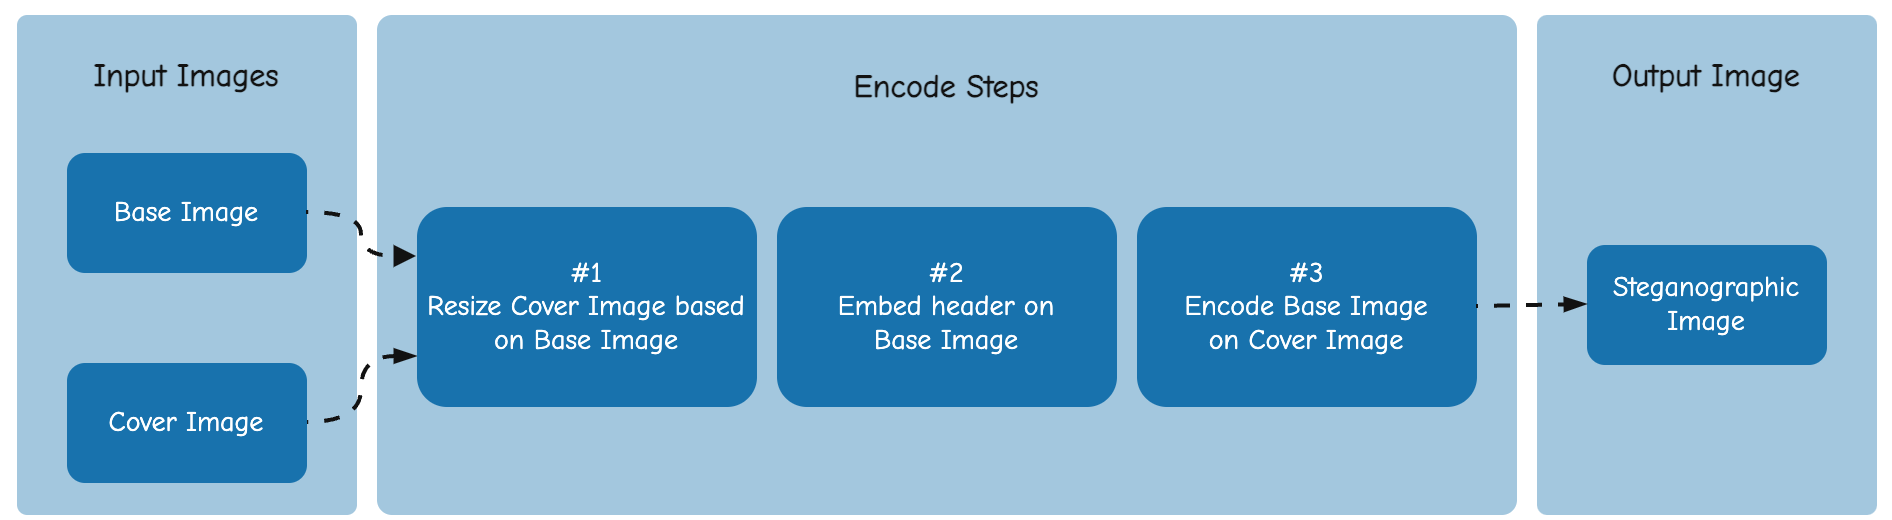 Input Images
Base Image
Cover Image
Encode Steps
#1
Resize Cover Image based
on Base Image
#2
Embed header on
Base Image
#3
Encode Base Image
on Cover Image
Output Image
Steganographic
Image